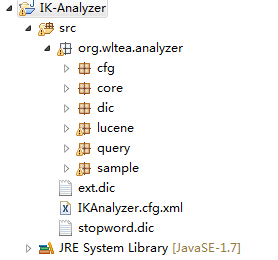 IK-Analyzer
src
org.wltea.analyzer
cfg
core
dic
lucene
query
sample
ext.dic
IKAnalyzer.cfg.xml
stopword.dic
JRE System Library [JavaSE-1.7]